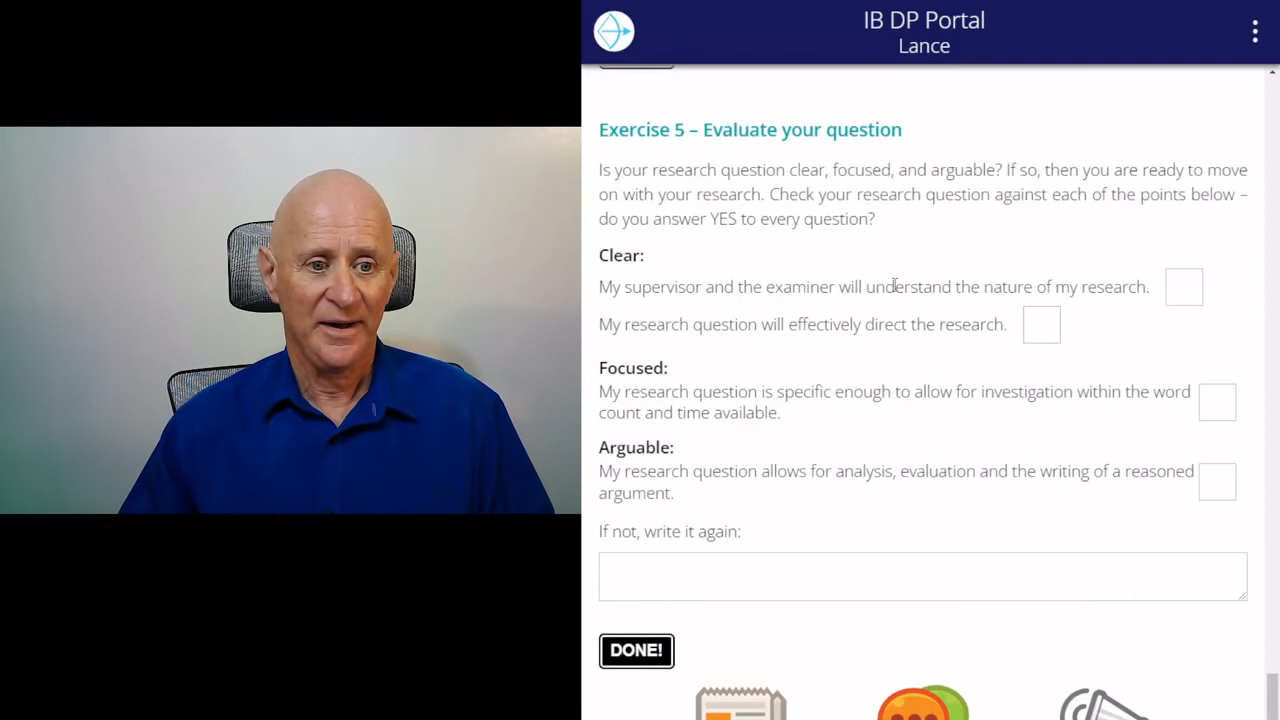 IB DP Portal
Lance
Exercise 5 – Evaluate your question
Is your research question clear, focused, and arguable? If so, then you are ready to move
on with your research. Check your research question against each of the points below –
do you answer YES to every question?
Clear:
My supervisor and the examiner will understand the nature of my research.
My research question will effectively direct the research.
Focused:
My research question is specific enough to allow for investigation within the word
count and time available.
Arguable:
My research question allows for analysis, evaluation and the writing of a reasoned
argument.
If not, write it again:
DONE!